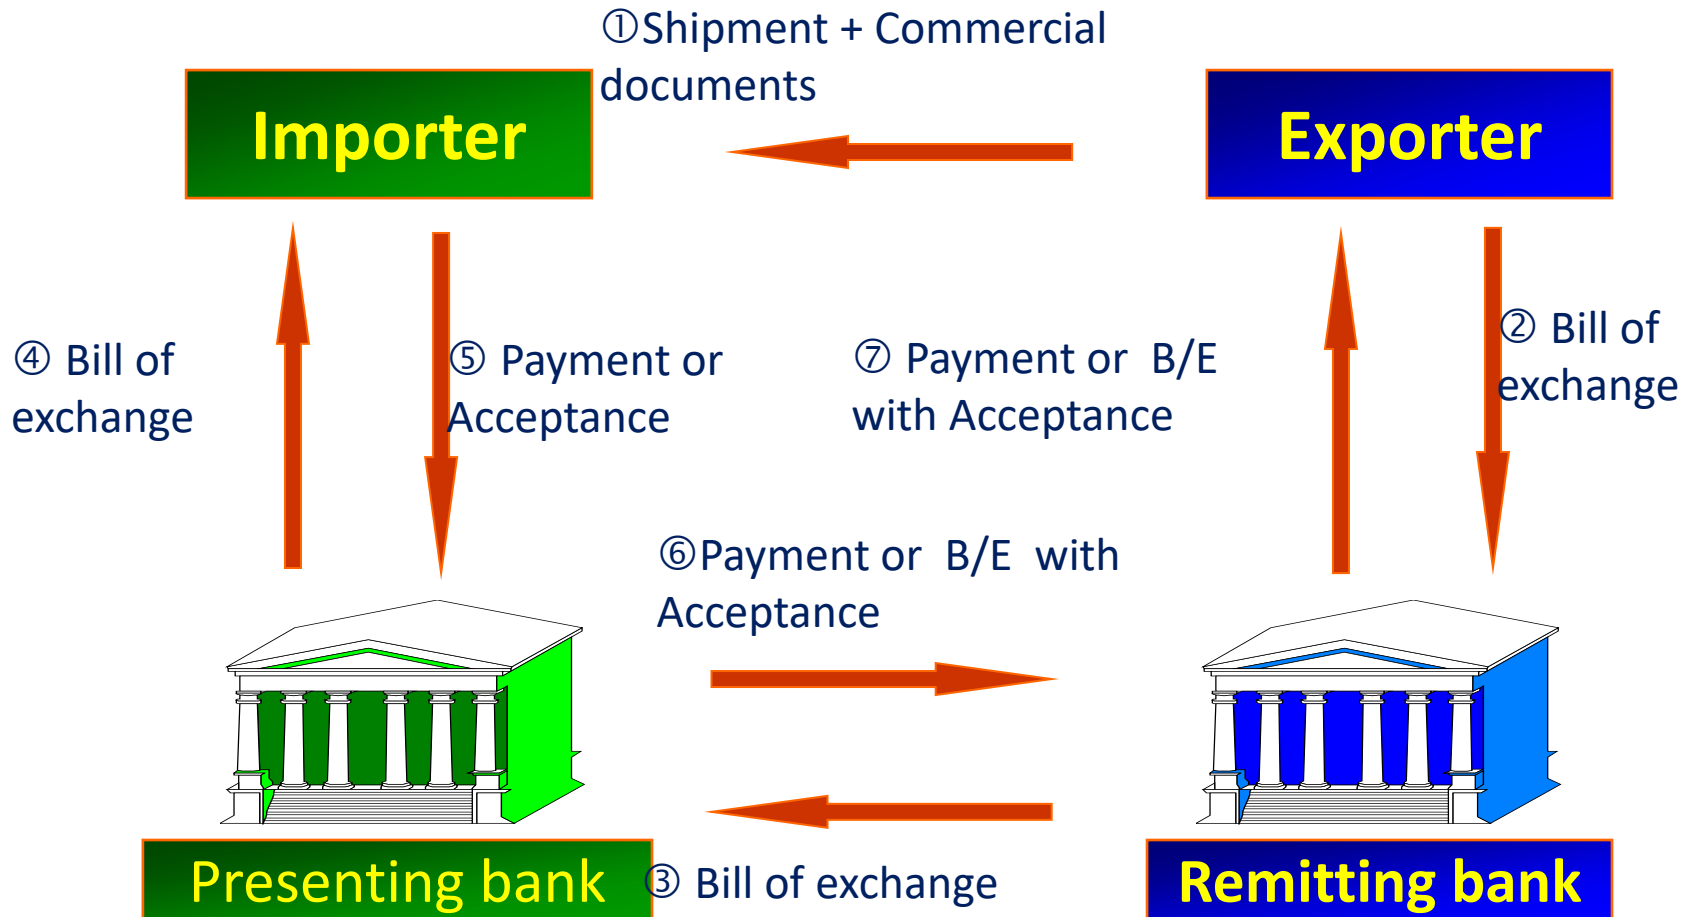 ①Shipment + Commercial
documents
Importer
Exporter
④ Bill of
exchange
⑤ Payment or
Acceptance
⑦ Payment or B/E
with Acceptance
② Bill of
exchange
⑥Payment or B/E with
Acceptance
Presenting bank
③ Bill of exchange
Remitting bank